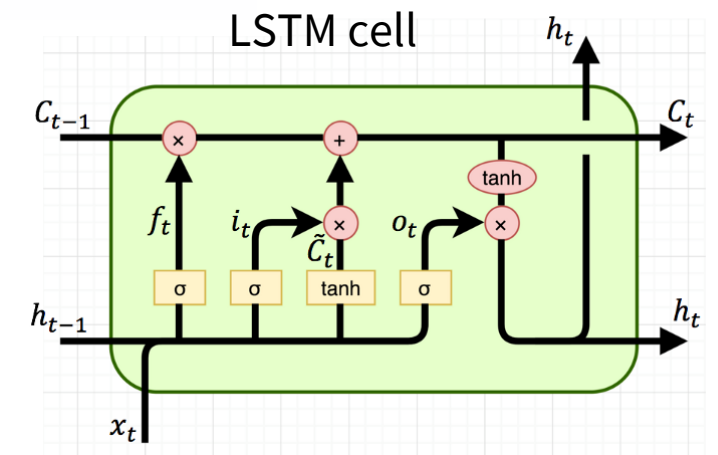 LSTM cell
h_t
C_{t-1}
C_t
×
+
tanh
f_t
i_t
×
o_t
×
C̃_t
σ
σ
tanh
σ
h_{t-1}
h_t
x_t